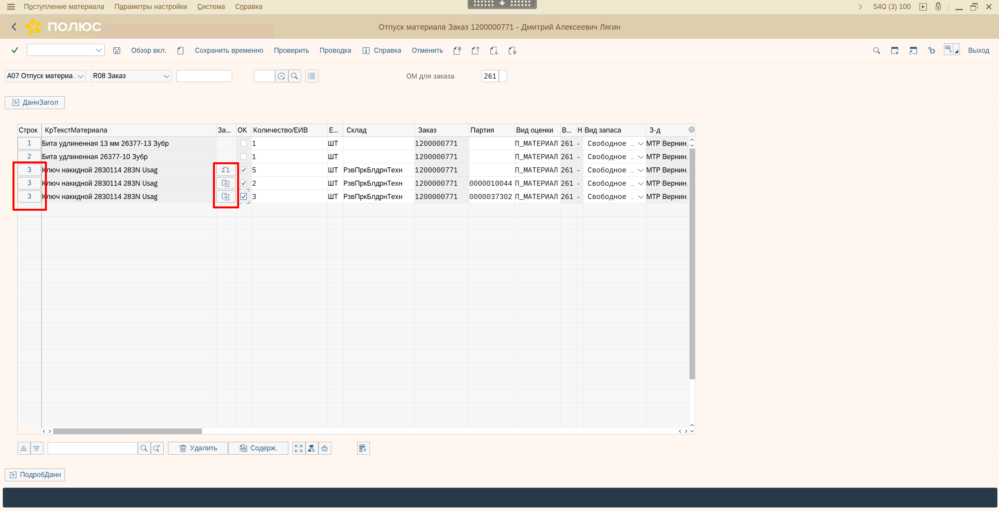 Поступление материала Параметры настройки Система Справка S4Q (3) 100
ПОЛЮС Отпуск материала Заказ 1200000771 - Дмитрий Алексеевич Лягин
Обзор вкл. Сохранить временно Проверить Проводка Справка Отменить Выход
A07 Отпуск материа... R08 Заказ ОМ для заказа 261
ДаннЗагол
Строк КрТекстМатериала За... OK Количество/ЕИВ Е... Склад Заказ Партия Вид оценки В... Н Вид запаса З-д
1 Бита удлиненная 13 мм 26377-13 Зубр 1 ШТ 1200000771 П_МАТЕРИАЛ 261 - Свободное ... МТР Вернин...
2 Бита удлиненная 26377-10 Зубр 1 ШТ 1200000771 П_МАТЕРИАЛ 261 - Свободное ... МТР Вернин...
3 Ключ накидной 2830114 283N Usag 5 ШТ РзвПркБлдрнТехн 1200000771 П_МАТЕРИАЛ 261 - Свободное ... МТР Вернин...
3 Ключ накидной 2830114 283N Usag 2 ШТ РзвПркБлдрнТехн 1200000771 0000010044 П_МАТЕРИАЛ 261 - Свободное ... МТР Вернин...
3 Ключ накидной 2830114 283N Usag 3 ШТ РзвПркБлдрнТехн 1200000771 0000037302 П_МАТЕРИАЛ 261 - Свободное ... МТР Вернин...
Удалить Содерж.
ПодробДанн